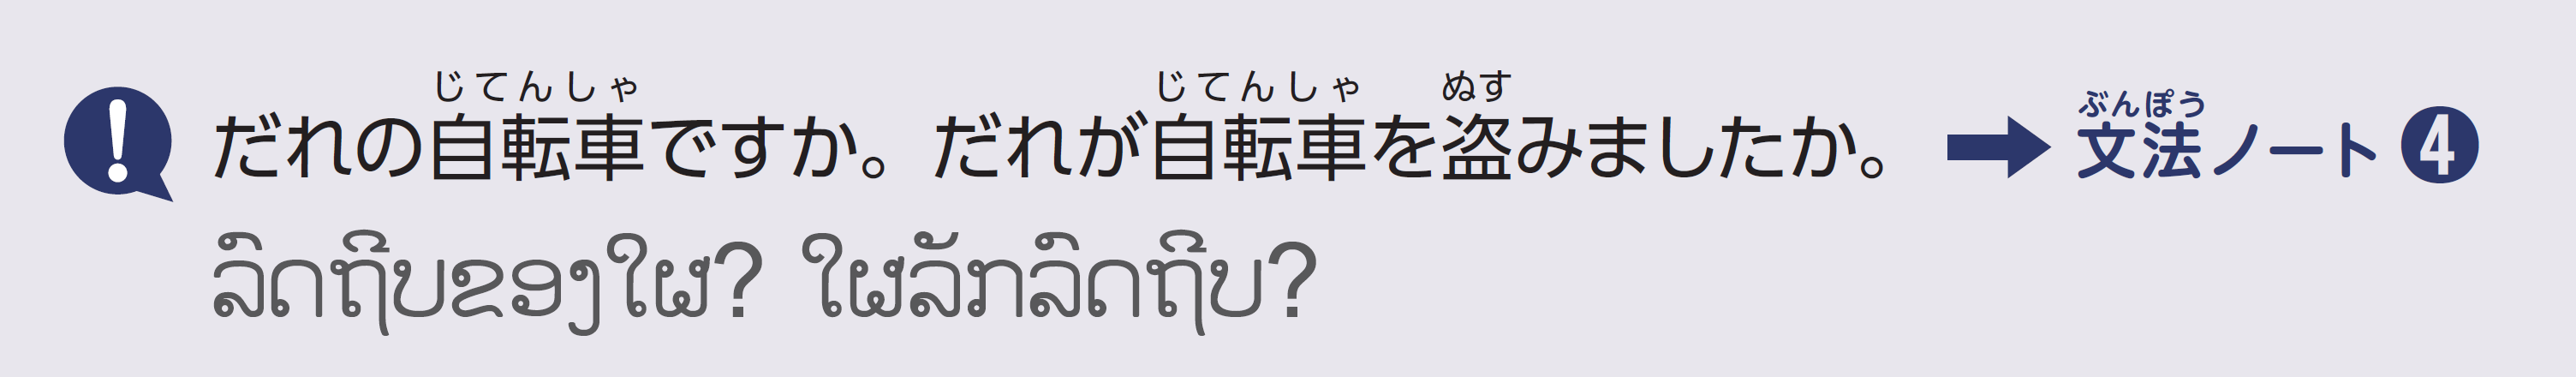 だれの自転車ですか。だれが自転車を盗みましたか。 ➡ 文法ノート❹
じてんしゃ じてんしゃ ぬす ぶんぽう
ລົດຖີບຂອງໃຜ? ໃຜລັກລົດຖີບ?